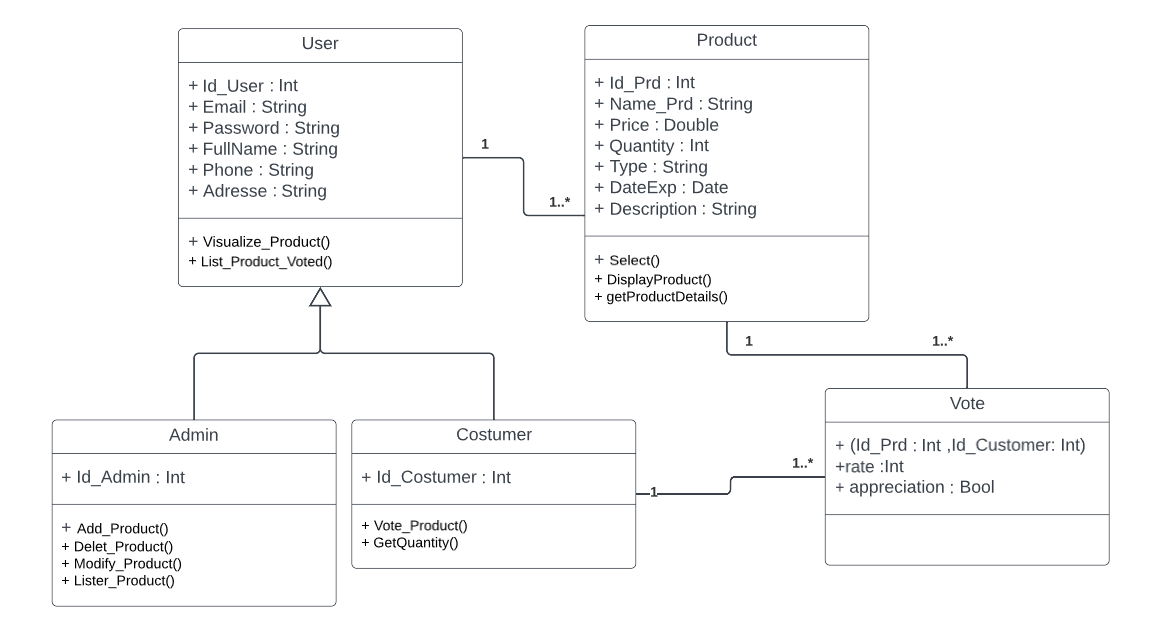 User
+ Id_User : Int
+ Email : String
+ Password : String
+ FullName : String
+ Phone : String
+ Adresse : String
+ Visualize_Product()
+ List_Product_Voted()
1
1..*
Product
+ Id_Prd : Int
+ Name_Prd : String
+ Price : Double
+ Quantity : Int
+ Type : String
+ DateExp : Date
+ Description : String
+ Select()
+ DisplayProduct()
+ getProductDetails()
1
1..*
Admin
+ Id_Admin : Int
+ Add_Product()
+ Delet_Product()
+ Modify_Product()
+ Lister_Product()
Costumer
+ Id_Costumer : Int
+ Vote_Product()
+ GetQuantity()
1
1..*
Vote
+ (Id_Prd : Int ,Id_Customer: Int)
+rate :Int
+ appreciation : Bool